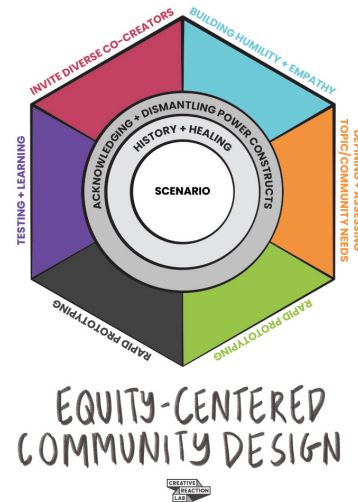 INVITE DIVERSE CO-CREATORS
BUILDING HUMILITY + EMPATHY
DEFINING + ASSESSING
TOPIC/COMMUNITY NEEDS
RAPID PROTOTYPING
RAPID PROTOTYPING
TESTING + LEARNING
ACKNOWLEDGING + DISMANTLING POWER CONSTRUCTS
HISTORY + HEALING
SCENARIO
EQUITY-CENTERED
COMMUNITY DESIGN
CREATIVE
REACTION
LAB